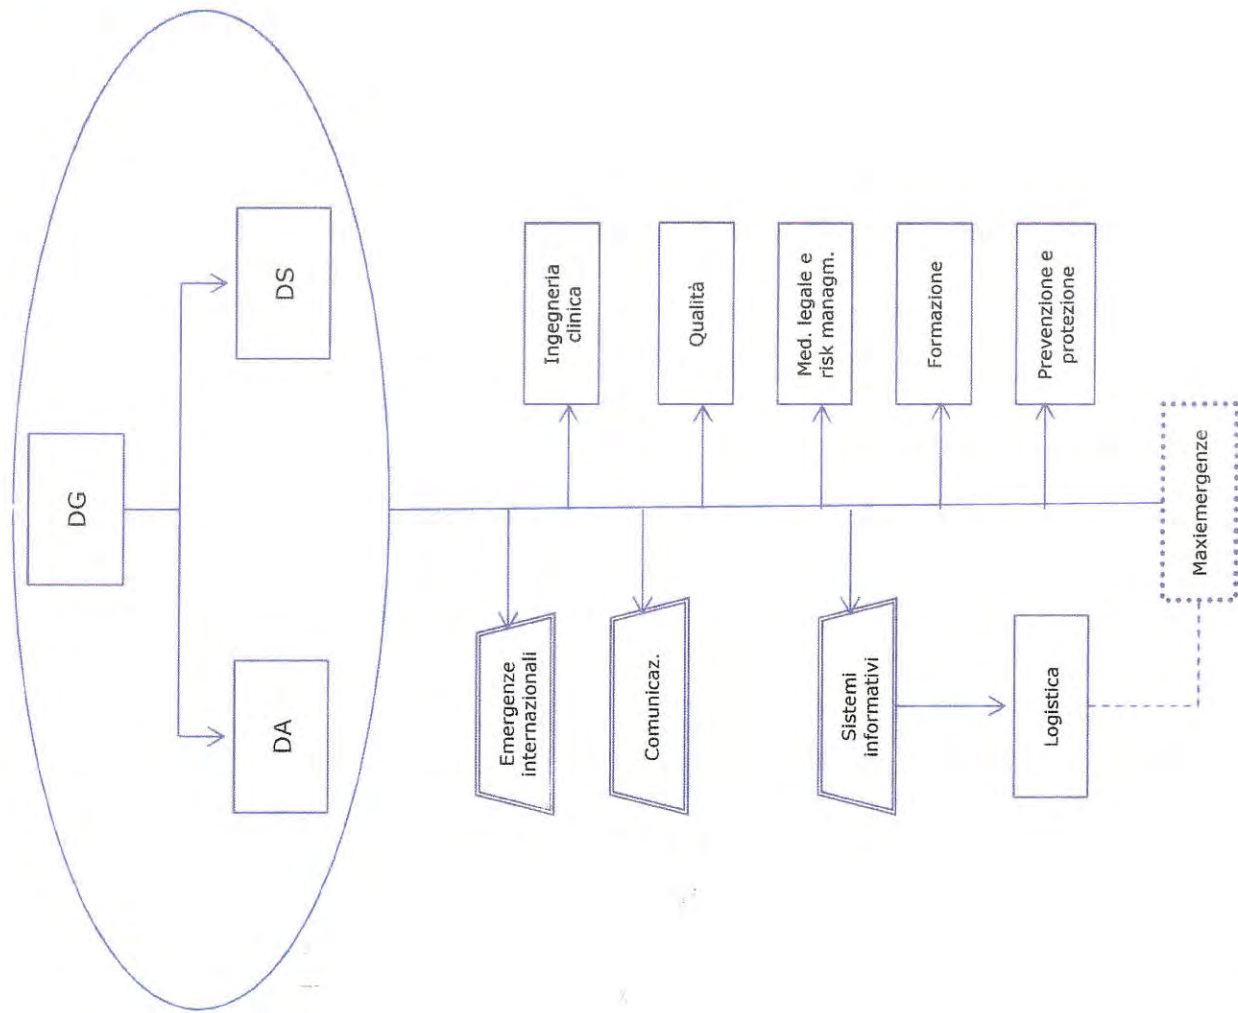 DG
DA
DS
Emergenze
internazionali
Ingegneria
clinica
Comunicaz.
Qualità
Med. legale e
risk managm.
Sistemi
informativi
Formazione
Logistica
Prevenzione e
protezione
Maxiemergenze